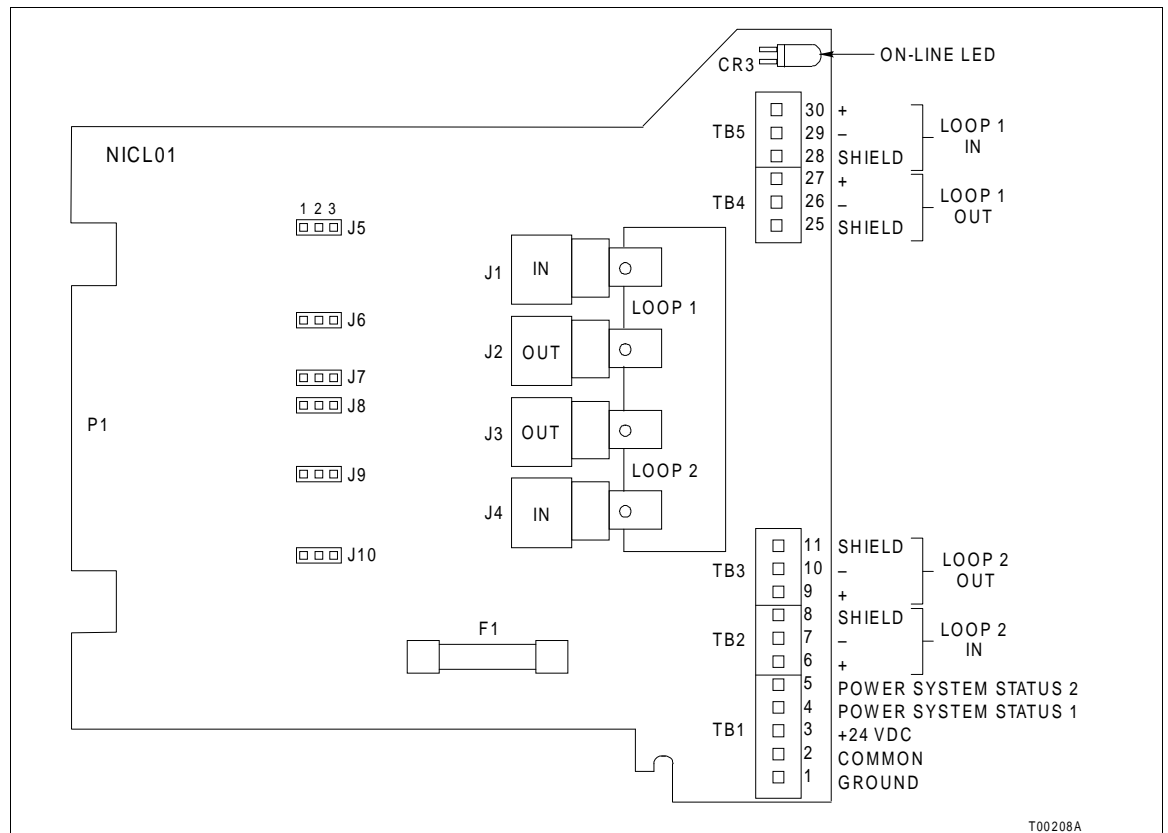 CR3
ON-LINE LED
NICL01
TB5
30 +
29 –
28 SHIELD
LOOP 1
IN
TB4
27 +
26 –
25 SHIELD
LOOP 1
OUT
1 2 3
J5
J6
J7
J8
J9
J10
P1
J1 IN
LOOP 1
J2 OUT
J3 OUT
LOOP 2
J4 IN
F1
TB3
11 SHIELD
10 –
9 +
LOOP 2
OUT
TB2
8 SHIELD
7 –
6 +
LOOP 2
IN
TB1
5 POWER SYSTEM STATUS 2
4 POWER SYSTEM STATUS 1
3 +24 VDC
2 COMMON
1 GROUND
T00208A